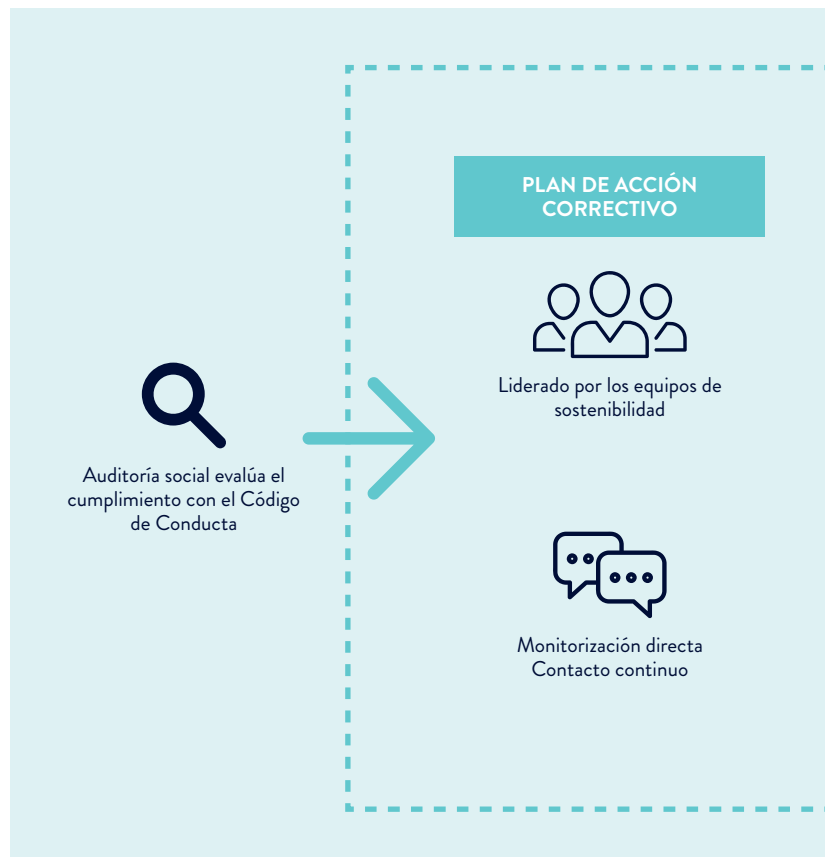 PLAN DE ACCIÓN
CORRECTIVO
Liderado por los equipos de
sostenibilidad
Auditoría social evalúa el
cumplimiento con el Código
de Conducta
Monitorización directa
Contacto continuo